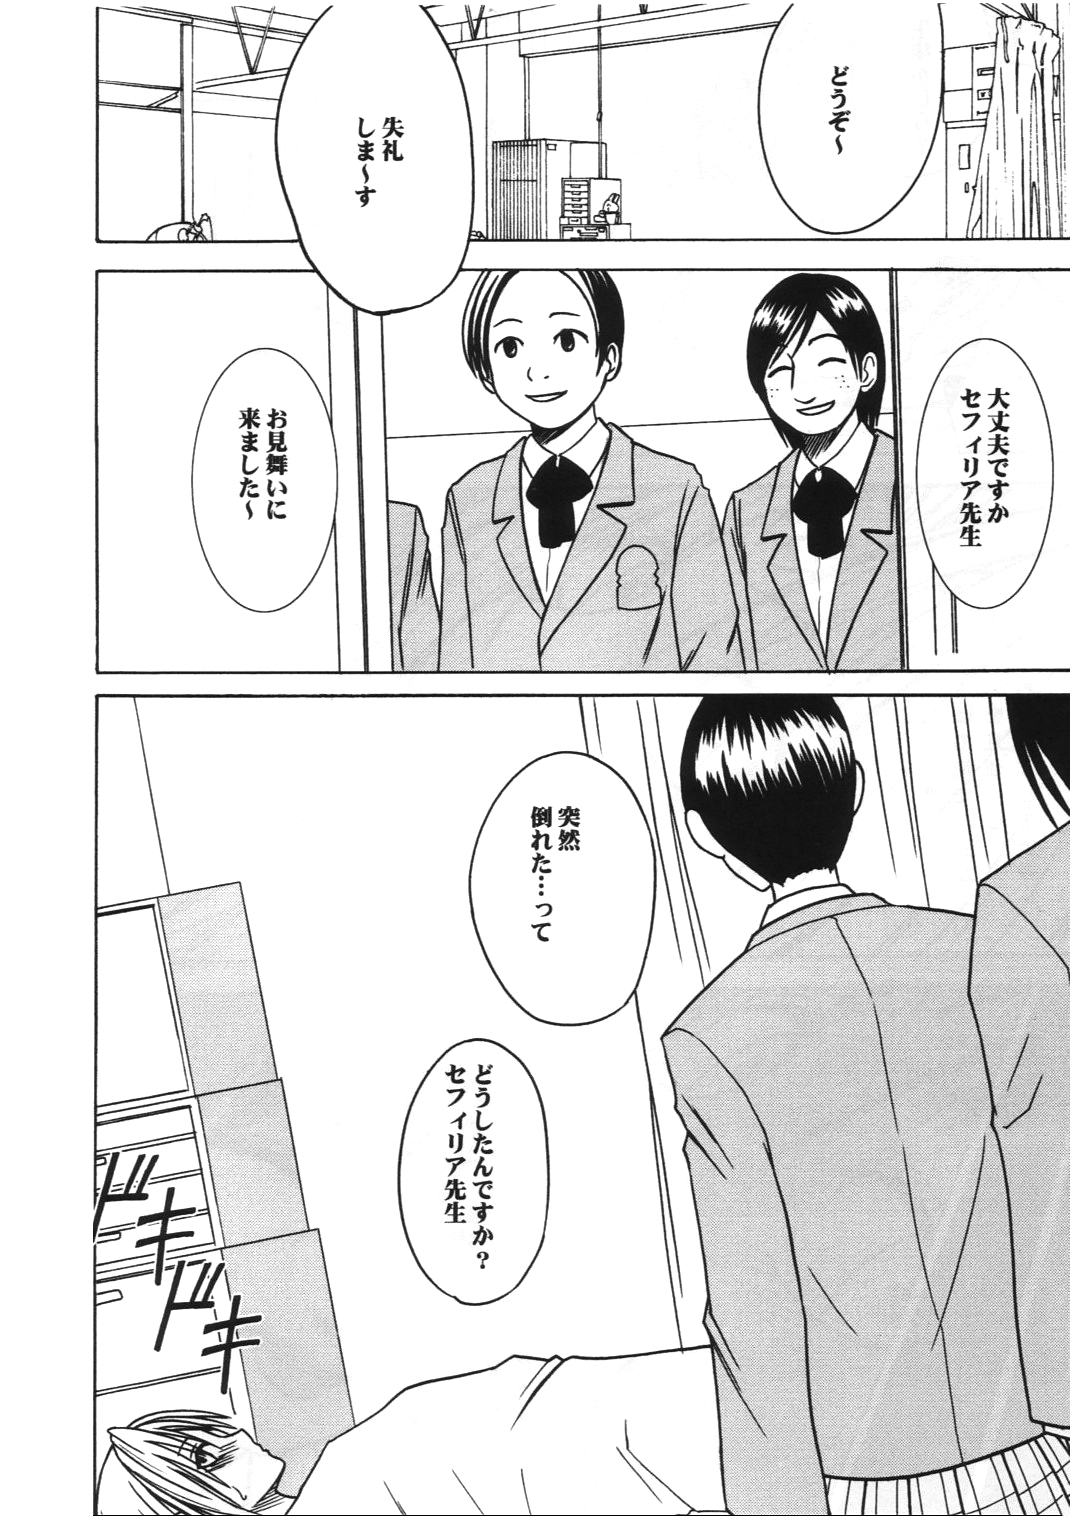 どうぞ～
失礼
しま～す
大丈夫ですか
セフィリア先生
お見舞いに
来ました～
突然
倒れた…って
どうしたんですか？
セフィリア先生
ドキ
ドキ